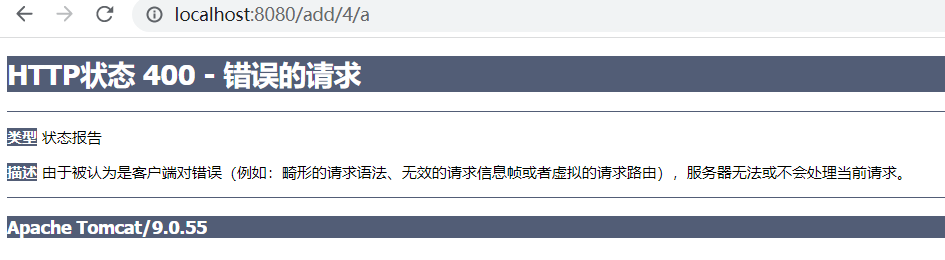 localhost:8080/add/4/a
HTTP状态 400 - 错误的请求
类型 状态报告
描述 由于被认为是客户端对错误（例如：畸形的请求语法、无效的请求信息帧或者虚拟的请求路由），服务器无法或不会处理当前请求。
Apache Tomcat/9.0.55